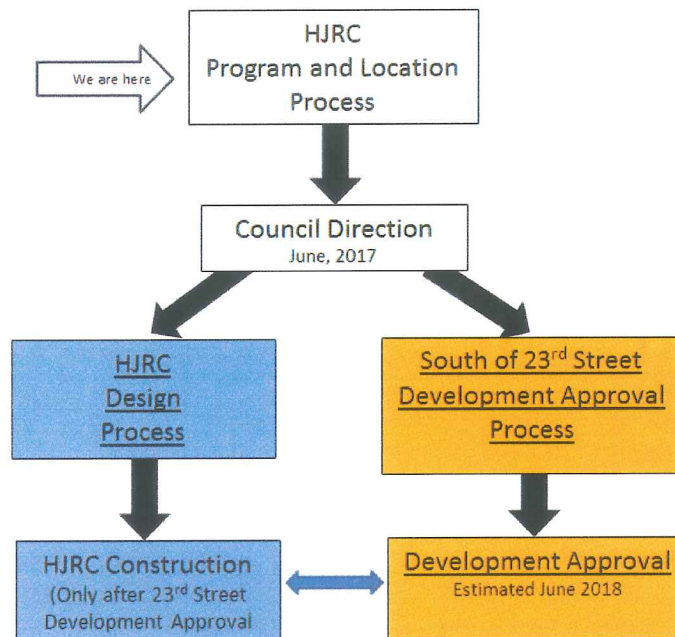 We are here
HJRC
Program and Location
Process
Council Direction
June, 2017
HJRC
Design
Process
South of 23rd Street
Development Approval
Process
HJRC Construction
(Only after 23rd Street
Development Approval
Development Approval
Estimated June 2018